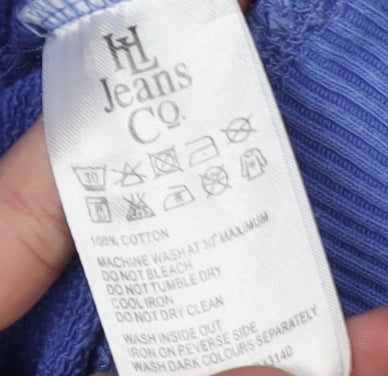 HL
Jeans
Co.
30
100% COTTON
MACHINE WASH AT 30° MAXIMUM
DO NOT BLEACH
DO NOT TUMBLE DRY
COOL IRON
DO NOT DRY CLEAN
WASH INSIDE OUT
IRON ON REVERSE SIDE
WASH DARK COLOURS SEPARATELY
3140